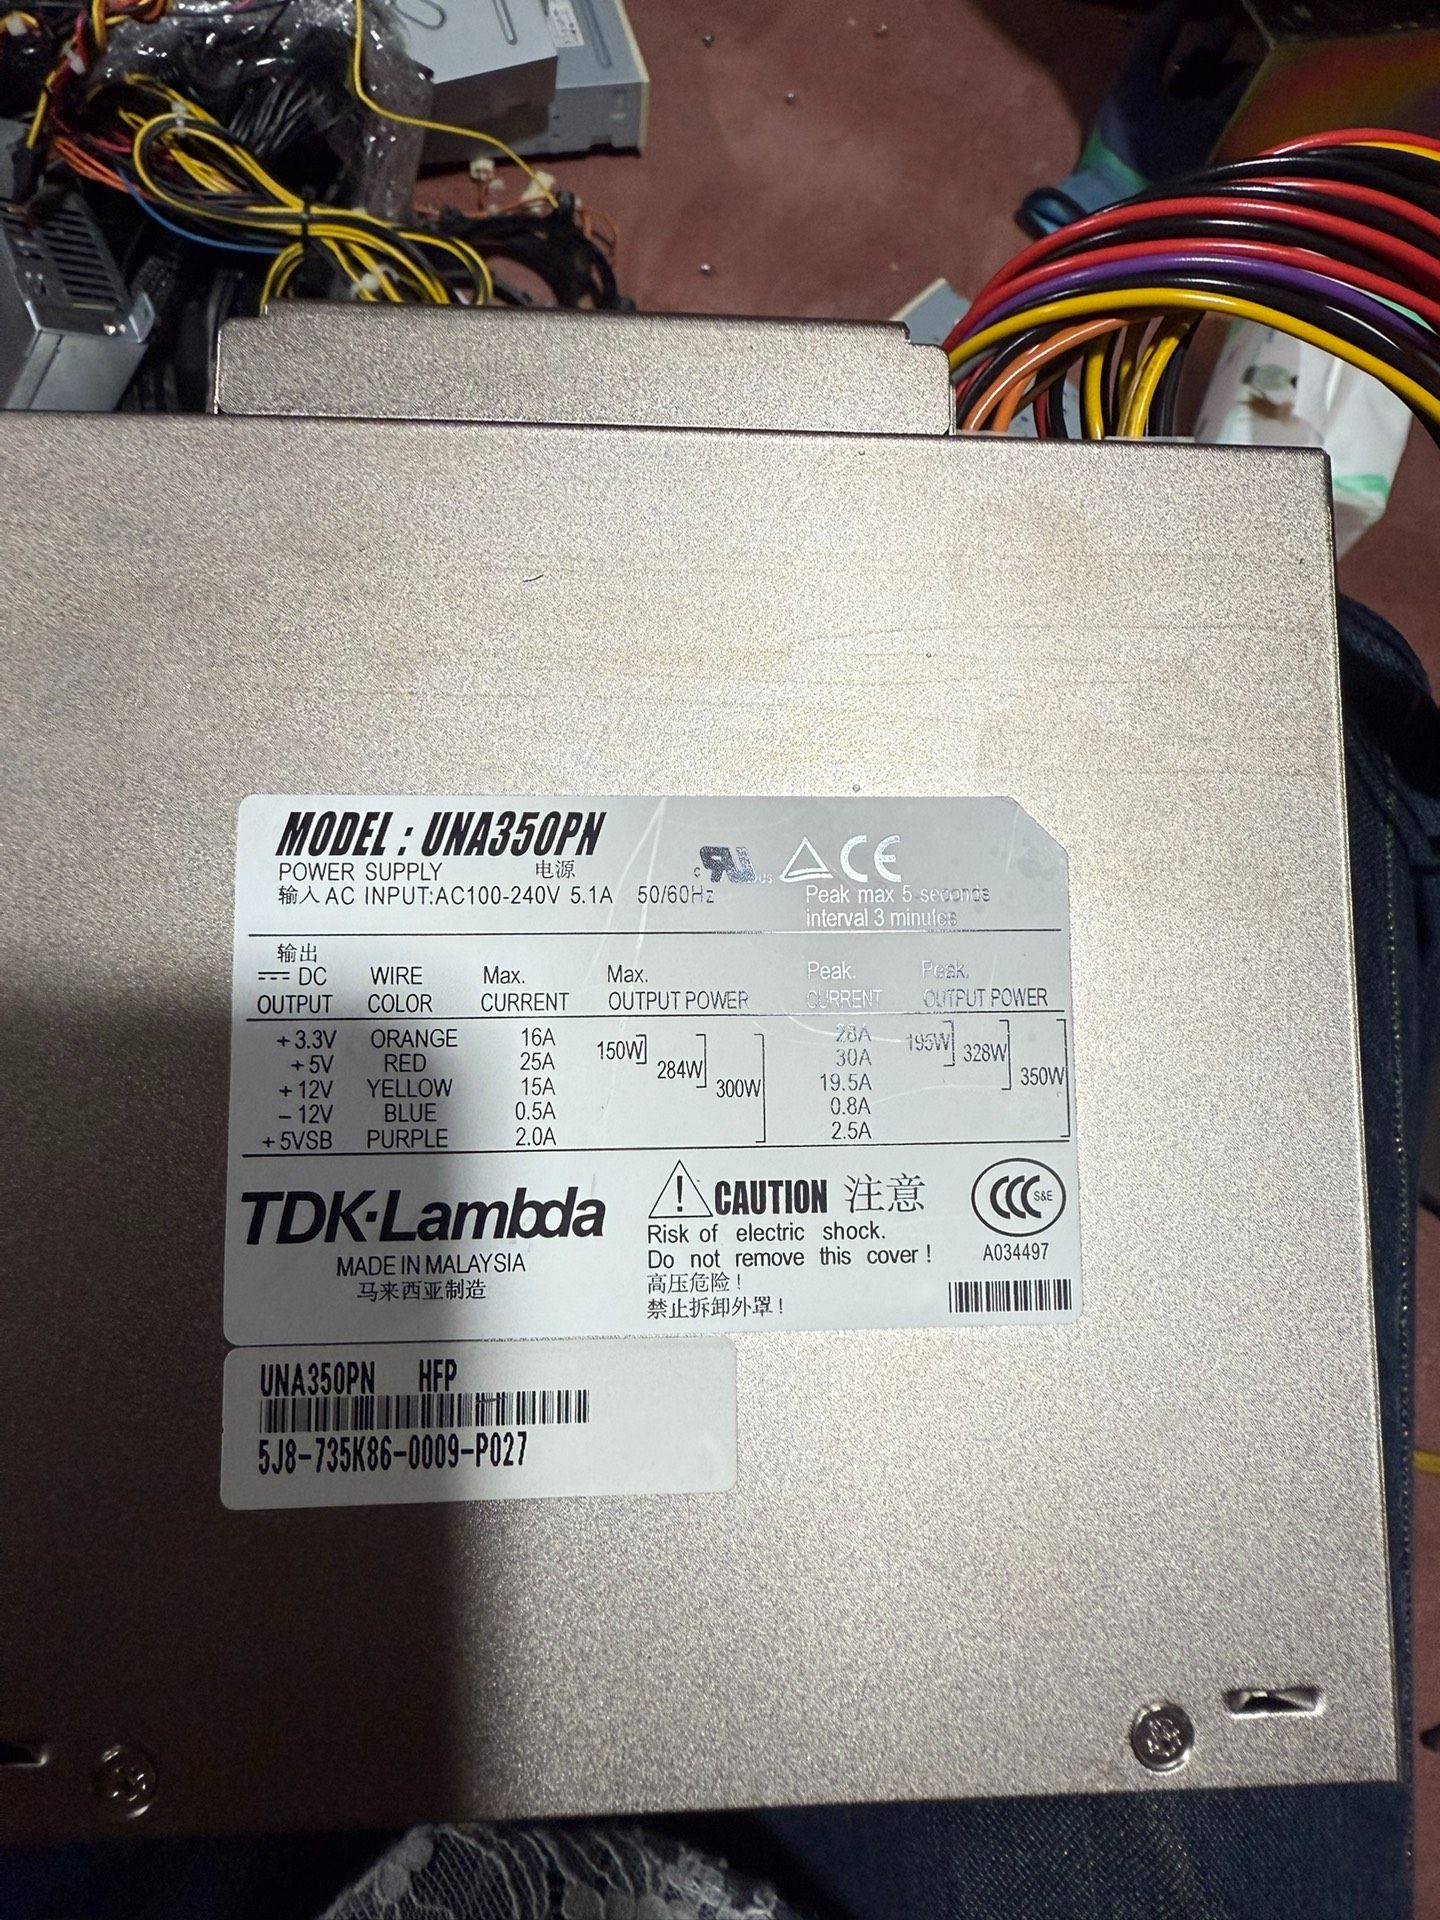 MODEL : UNA350PN
POWER SUPPLY 电源
输入 AC INPUT:AC100-240V 5.1A 50/60Hz
c RU us CE
Peak max 5 seconds
interval 3 minutes
输出
DC OUTPUT WIRE COLOR Max. CURRENT Max. OUTPUT POWER Peak. CURRENT Peak. OUTPUT POWER
+3.3V ORANGE 16A 28A
+5V RED 25A 150W 30A 195W
+12V YELLOW 15A 284W 19.5A 328W
-12V BLUE 0.5A 300W 0.8A 350W
+5VSB PURPLE 2.0A 2.5A
TDK·Lambda
MADE IN MALAYSIA
马来西亚制造
! CAUTION 注意
Risk of electric shock.
Do not remove this cover !
高压危险 !
禁止拆卸外罩 !
CCC S&E
A034497
UNA350PN HFP
5J8-735K86-0009-P027